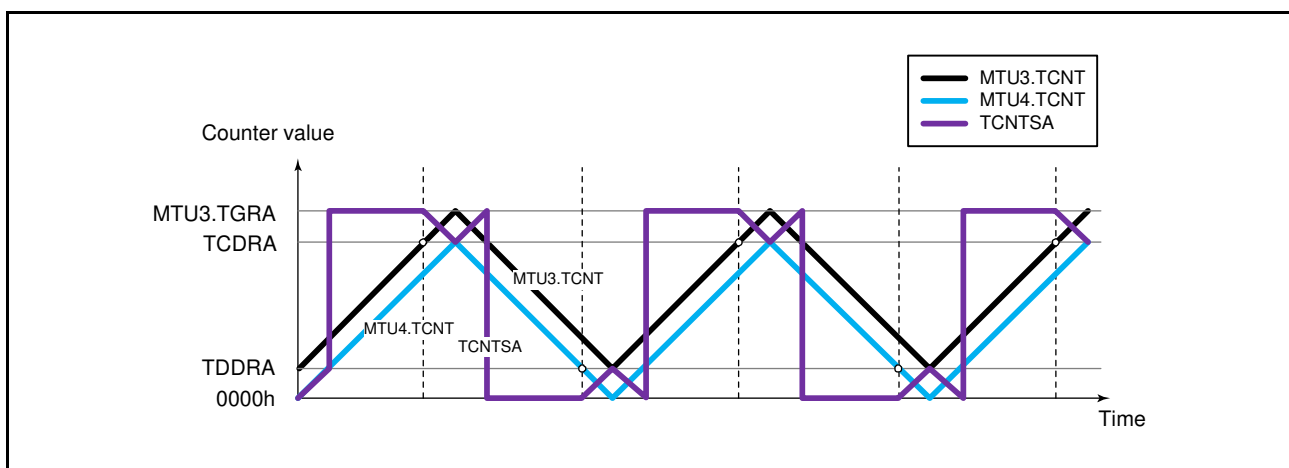 MTU3.TCNT
MTU4.TCNT
TCNTSA
Counter value
MTU3.TGRA
TCDRA
MTU3.TCNT
MTU4.TCNT
TCNTSA
TDDRA
0000h
Time